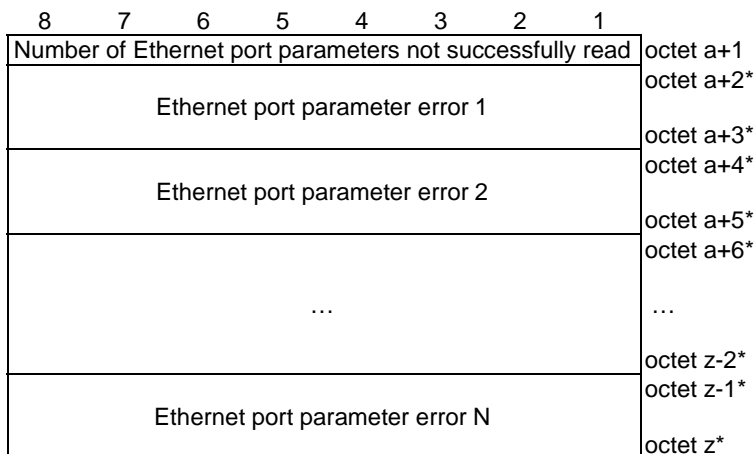 8 7 6 5 4 3 2 1
Number of Ethernet port parameters not successfully read octet a+1
octet a+2*
Ethernet port parameter error 1
octet a+3*
octet a+4*
Ethernet port parameter error 2
octet a+5*
octet a+6*
… …
octet z-2*
octet z-1*
Ethernet port parameter error N
octet z*